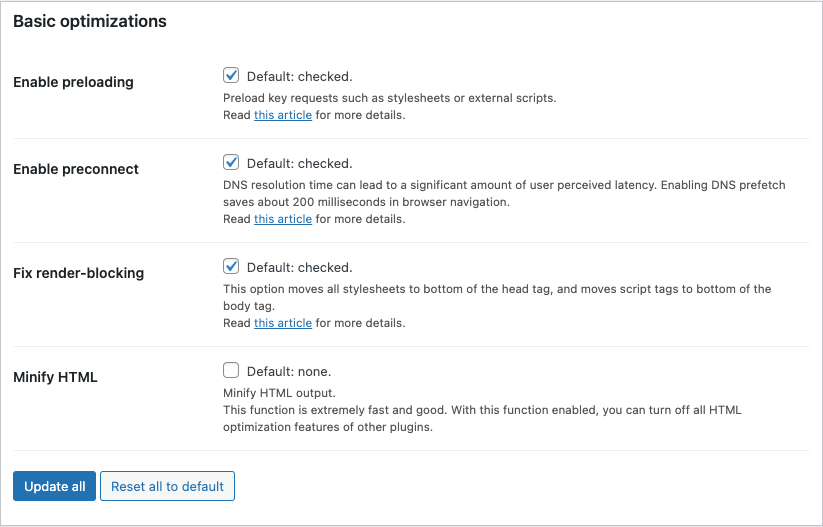 Basic optimizations
Enable preloading
Default: checked.
Preload key requests such as stylesheets or external scripts.
Read this article for more details.
Enable preconnect
Default: checked.
DNS resolution time can lead to a significant amount of user perceived latency. Enabling DNS prefetch
saves about 200 milliseconds in browser navigation.
Read this article for more details.
Fix render-blocking
Default: checked.
This option moves all stylesheets to bottom of the head tag, and moves script tags to bottom of the
body tag.
Read this article for more details.
Minify HTML
Default: none.
Minify HTML output.
This function is extremely fast and good. With this function enabled, you can turn off all HTML
optimization features of other plugins.
Update all
Reset all to default